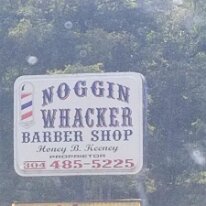 NOGGIN
WHACKER
BARBER SHOP
Honey B. Keeney
PROPRIETOR
304 485-5225